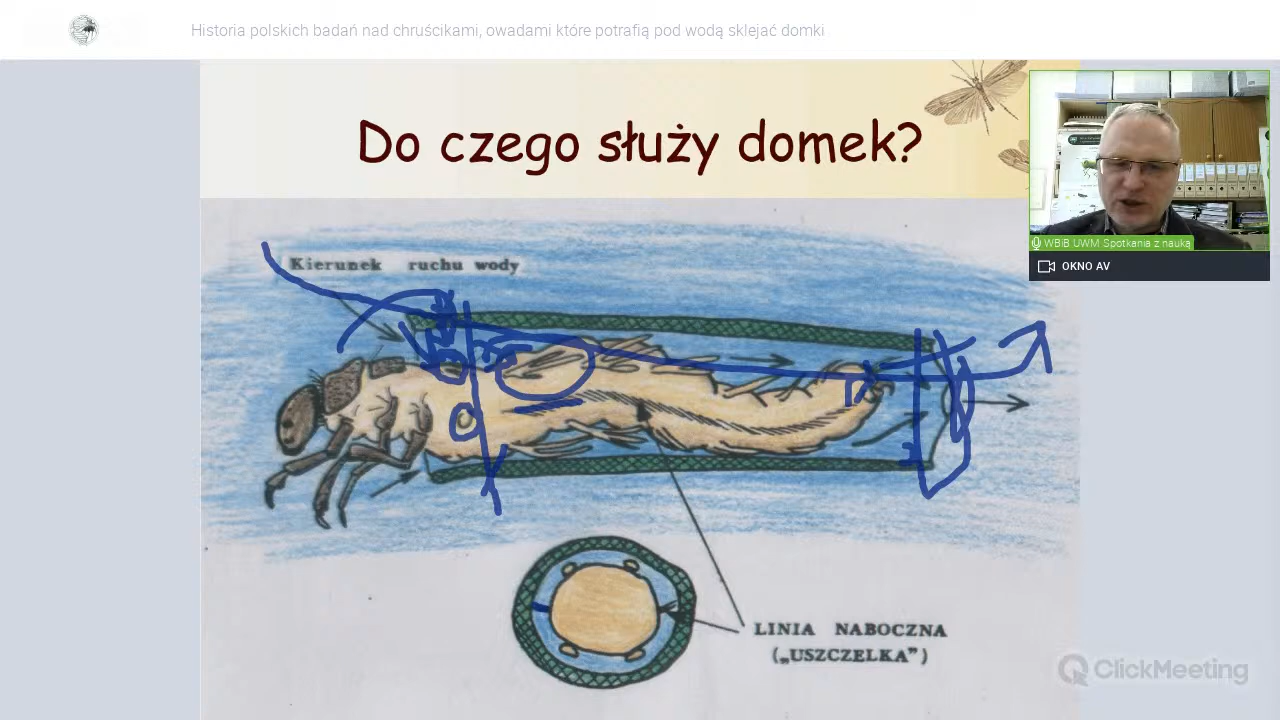 Historia polskich badań nad chruścikami, owadami które potrafią pod wodą sklejać domki
Do czego służy domek?
WBiB UWM Spotkania z nauką
OKNO AV
Kierunek ruchu wody
LINIA NABOCZNA
(„USZCZELKA”)
ClickMeeting